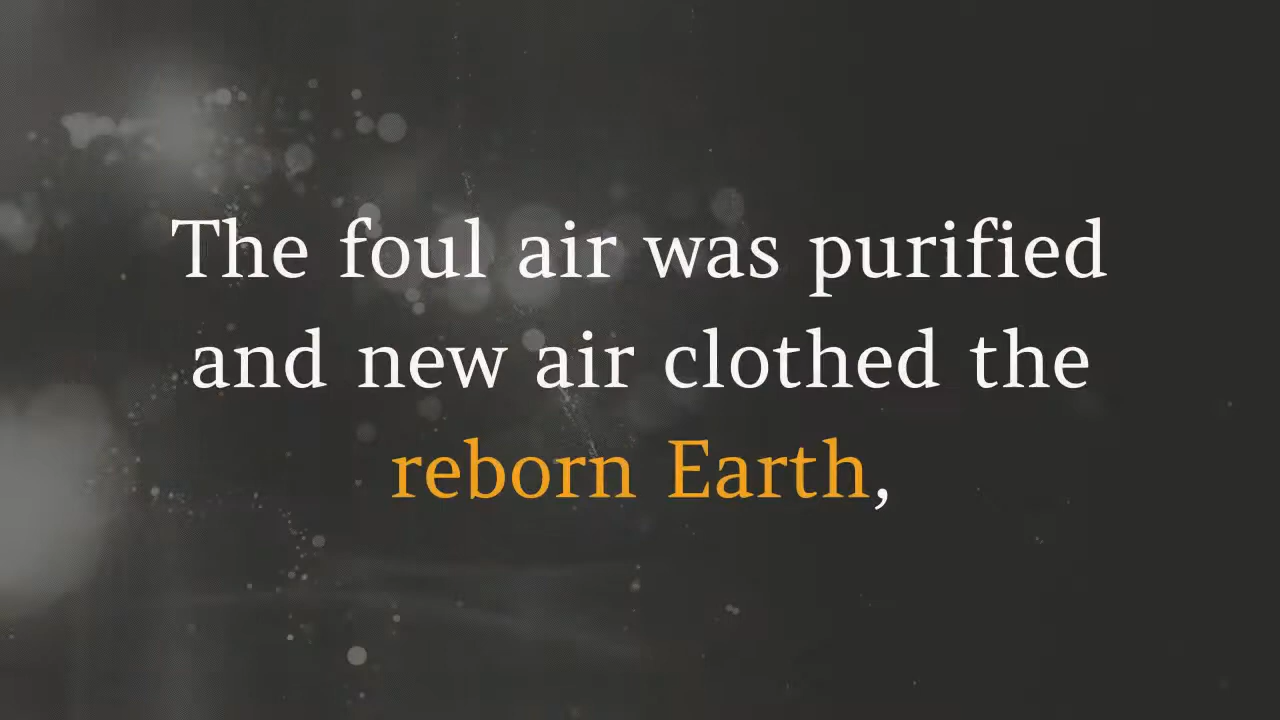 The foul air was purified
and new air clothed the
reborn Earth,